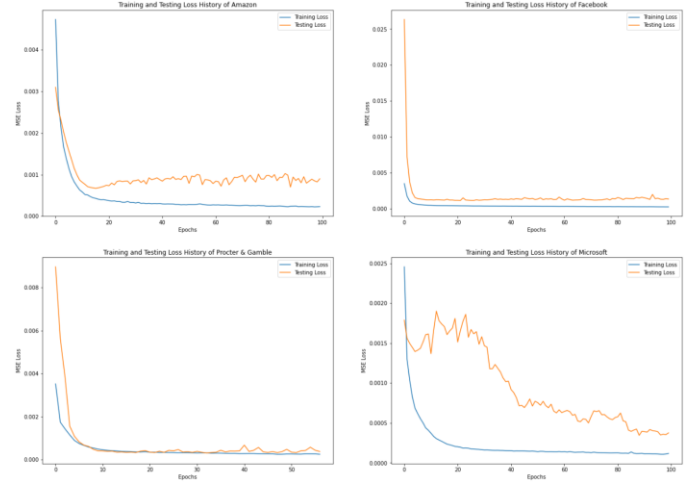 Training and Testing Loss History of Amazon
Training Loss
Testing Loss
0.004
0.003
0.002
0.001
0.000
MSE Loss
0 20 40 60 80 100
Epochs
Training and Testing Loss History of Facebook
Training Loss
Testing Loss
0.025
0.020
0.015
0.010
0.005
0.000
MSE Loss
0 20 40 60 80 100
Epochs
Training and Testing Loss History of Procter & Gamble
Training Loss
Testing Loss
0.008
0.006
0.004
0.002
0.000
MSE Loss
0 10 20 30 40 50
Epochs
Training and Testing Loss History of Microsoft
Training Loss
Testing Loss
0.0025
0.0020
0.0015
0.0010
0.0005
0.0000
MSE Loss
0 20 40 60 80 100
Epochs